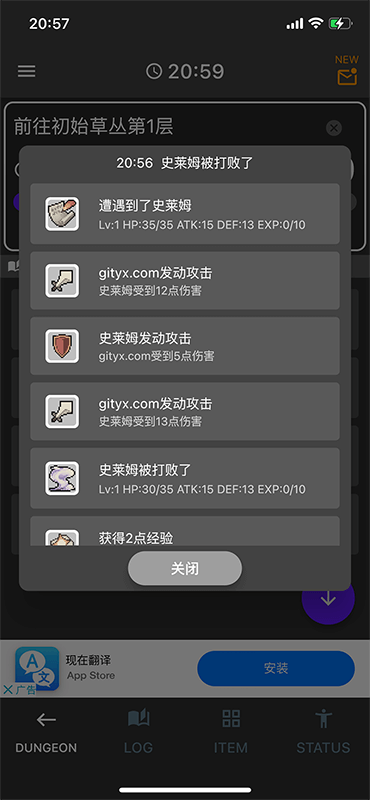 20:57
20:59
NEW
前往初始草丛第1层
20:56 史莱姆被打败了
遭遇到了史莱姆
Lv:1 HP:35/35 ATK:15 DEF:13 EXP:0/10
gityx.com发动攻击
史莱姆受到12点伤害
史莱姆发动攻击
gityx.com受到5点伤害
gityx.com发动攻击
史莱姆受到13点伤害
史莱姆被打败了
Lv:1 HP:30/35 ATK:15 DEF:13 EXP:0/10
获得2点经验
关闭
现在翻译
App Store
安装
广告
DUNGEON
LOG
ITEM
STATUS